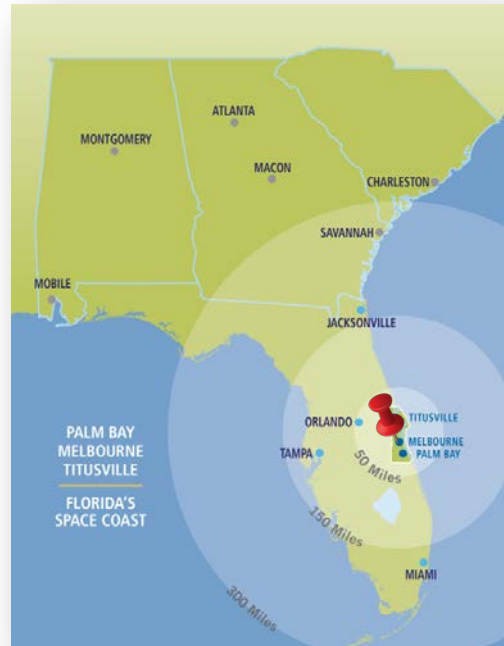 ATLANTA
MONTGOMERY
MACON
CHARLESTON
SAVANNAH
MOBILE
JACKSONVILLE
TITUSVILLE
ORLANDO
MELBOURNE
PALM BAY
TAMPA
50 Miles
PALM BAY
MELBOURNE
TITUSVILLE
FLORIDA'S
SPACE COAST
150 Miles
MIAMI
300 Miles